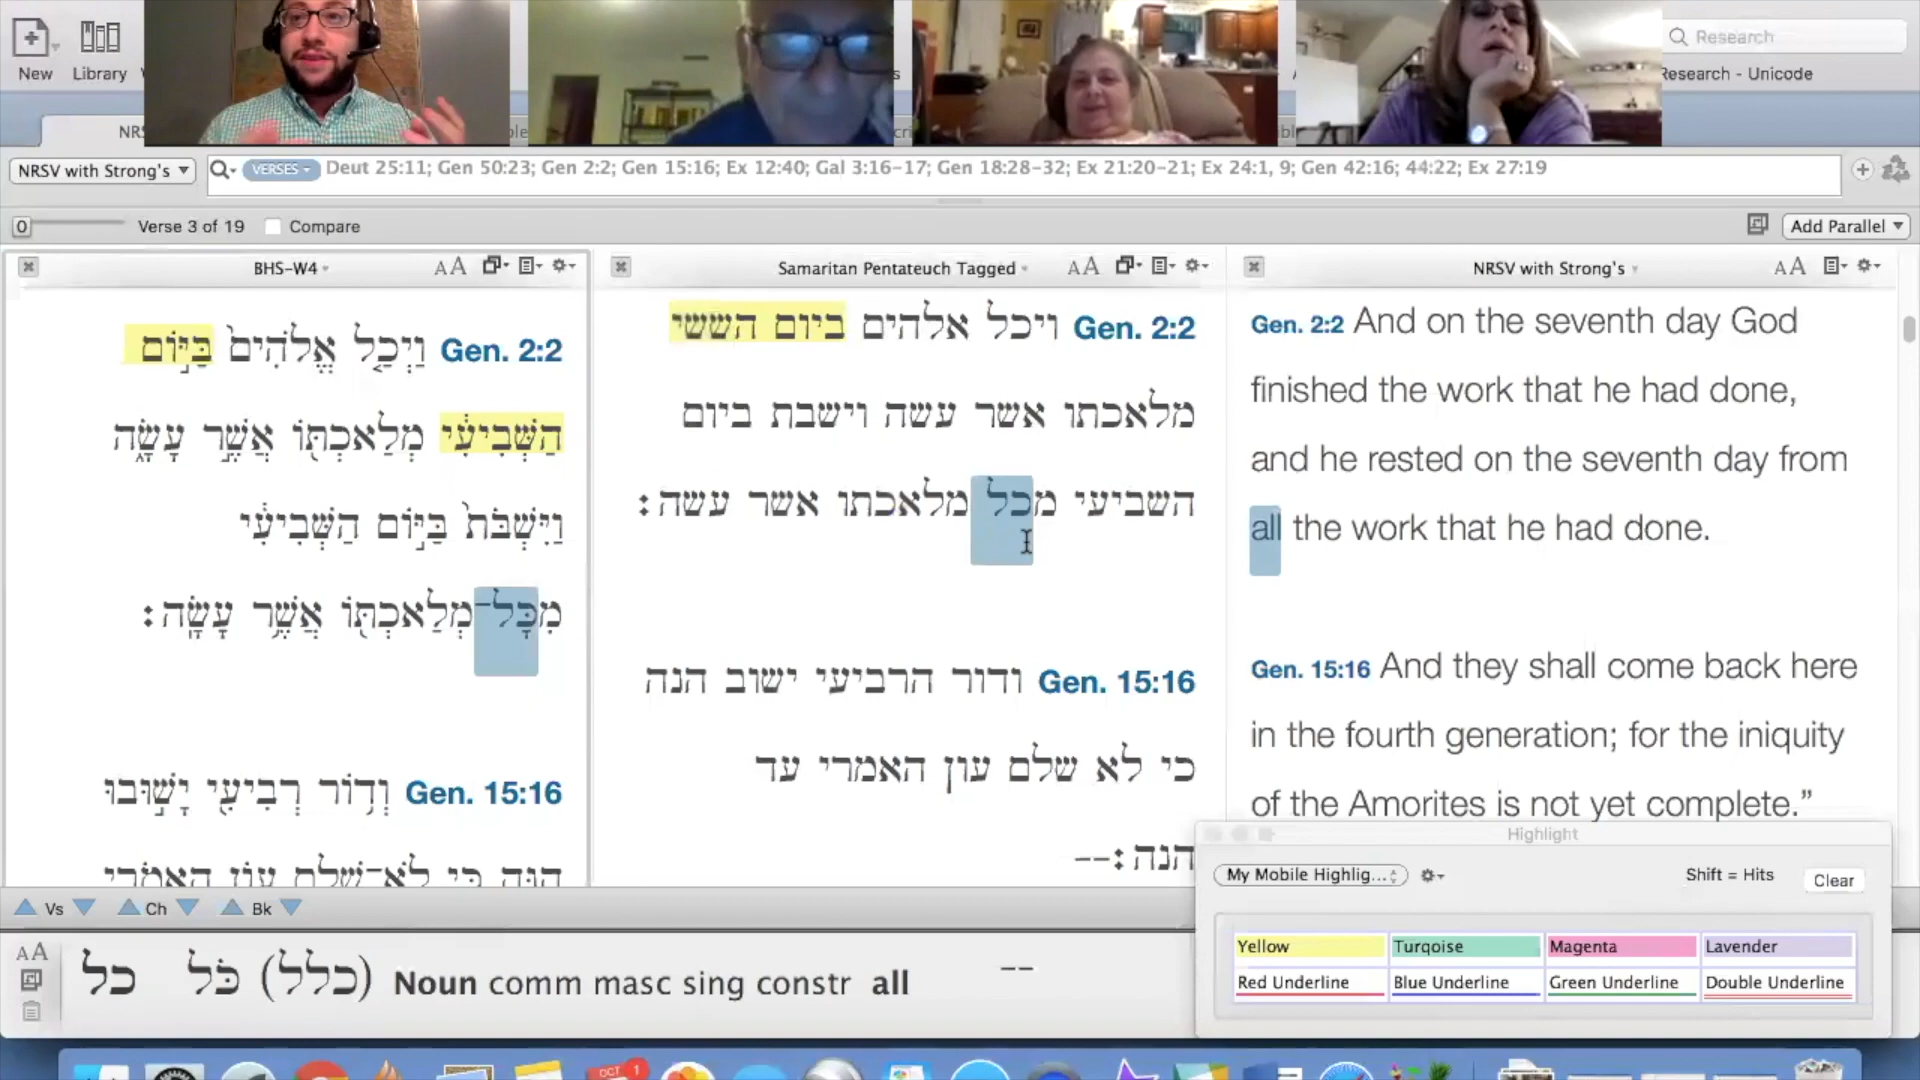 New
Library
Research
Research - Unicode
NRSV with Strong's
VERSES
Deut 25:11; Gen 50:23; Gen 2:2; Gen 15:16; Ex 12:40; Gal 3:16-17; Gen 18:28-32; Ex 21:20-21; Ex 24:1, 9; Gen 42:16; 44:22; Ex 27:19
0
Verse 3 of 19
Compare
Add Parallel
BHS-W4
AA
Gen. 2:2 וַיְכַ֤ל אֱלֹהִים֙ בַּיּ֣וֹם
הַשְּׁבִיעִ֔י מְלַאכְתּ֖וֹ אֲשֶׁ֣ר עָשָׂ֑ה
וַיִּשְׁבֹּת֙ בַּיּ֣וֹם הַשְּׁבִיעִ֔י
מִכָּל־מְלַאכְתּ֖וֹ אֲשֶׁ֥ר עָשָֽׂה׃
Gen. 15:16 וְד֥וֹר רְבִיעִ֖י יָשׁ֣וּבוּ
הֵ֑נָּה כִּ֧י לֹא־שָׁלֵ֛ם עֲוֺ֥ן הָאֱמֹרִ֖י
Samaritan Pentateuch Tagged
AA
Gen. 2:2 ויכל אלהים ביום הששי
מלאכתו אשר עשה וישבת ביום
השביעי מכל מלאכתו אשר עשה׃
Gen. 15:16 ודור הרביעי ישוב הנה
כי לא שלם עון האמרי עד
הנה׃--
NRSV with Strong's
AA
Gen. 2:2 And on the seventh day God
finished the work that he had done,
and he rested on the seventh day from
all the work that he had done.
Gen. 15:16 And they shall come back here
in the fourth generation; for the iniquity
of the Amorites is not yet complete.”
Vs
Ch
Bk
AA
כל כֹּל (כלל) Noun comm masc sing constr all --
Highlight
My Mobile Highlig...
Shift = Hits
Clear
Yellow
Turqoise
Magenta
Lavender
Red Underline
Blue Underline
Green Underline
Double Underline
OCT 1